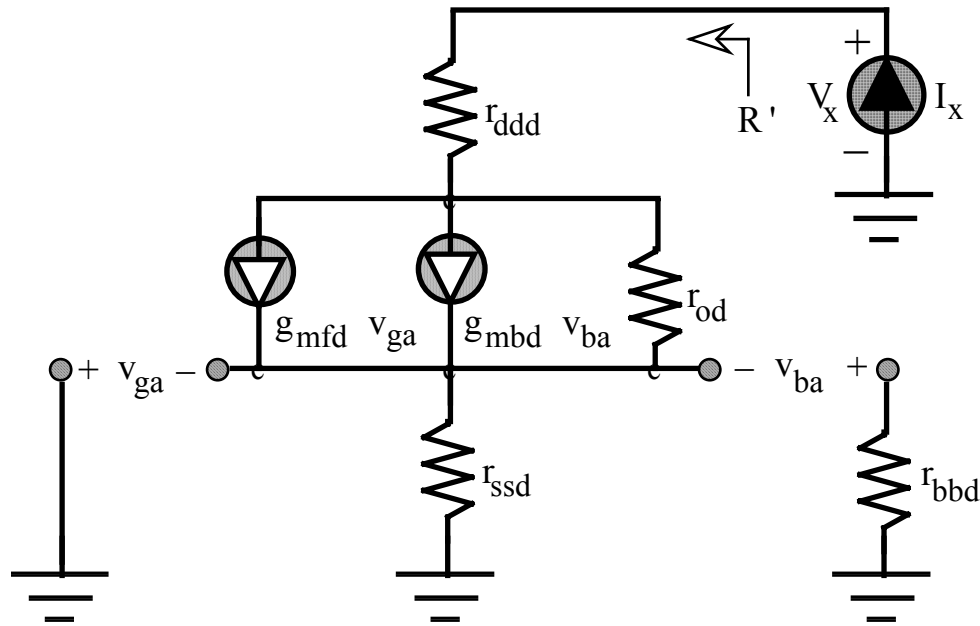 r_ddd
+
V_x
I_x
R '
–
g_mfd v_ga
g_mbd v_ba
r_od
+ v_ga –
– v_ba +
r_ssd
r_bbd